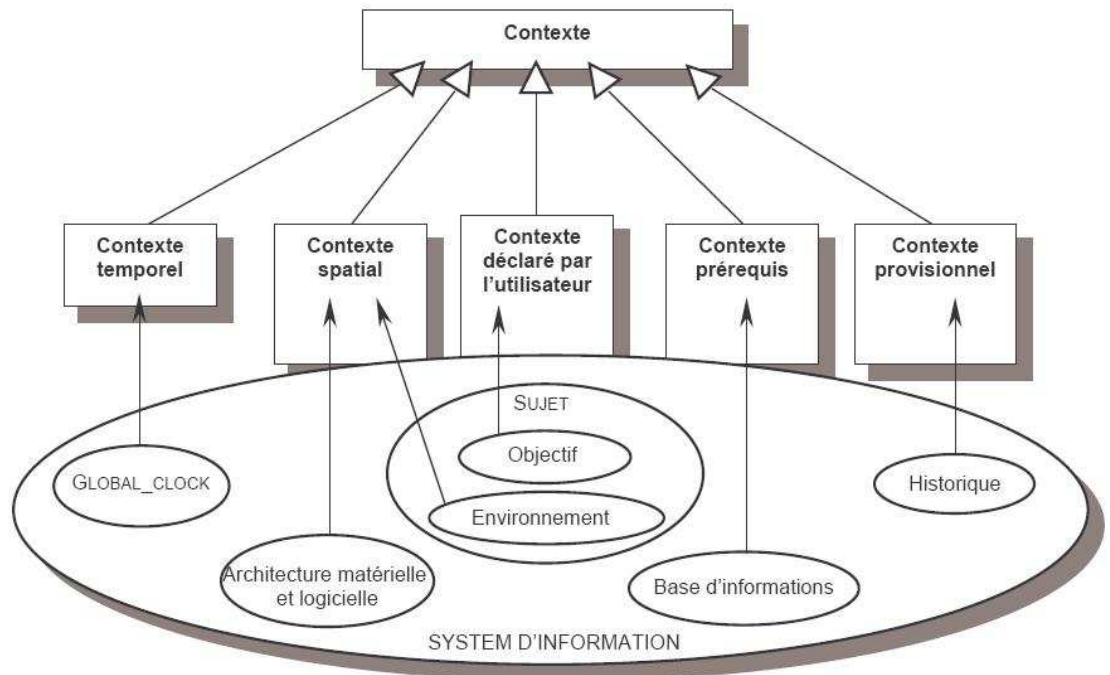 Contexte
Contexte
temporel
Contexte
spatial
Contexte
déclaré par
l'utilisateur
Contexte
prérequis
Contexte
provisionnel
SUJET
Objectif
GLOBAL_CLOCK
Historique
Environnement
Architecture matérielle
et logicielle
Base d'informations
SYSTEM D'INFORMATION